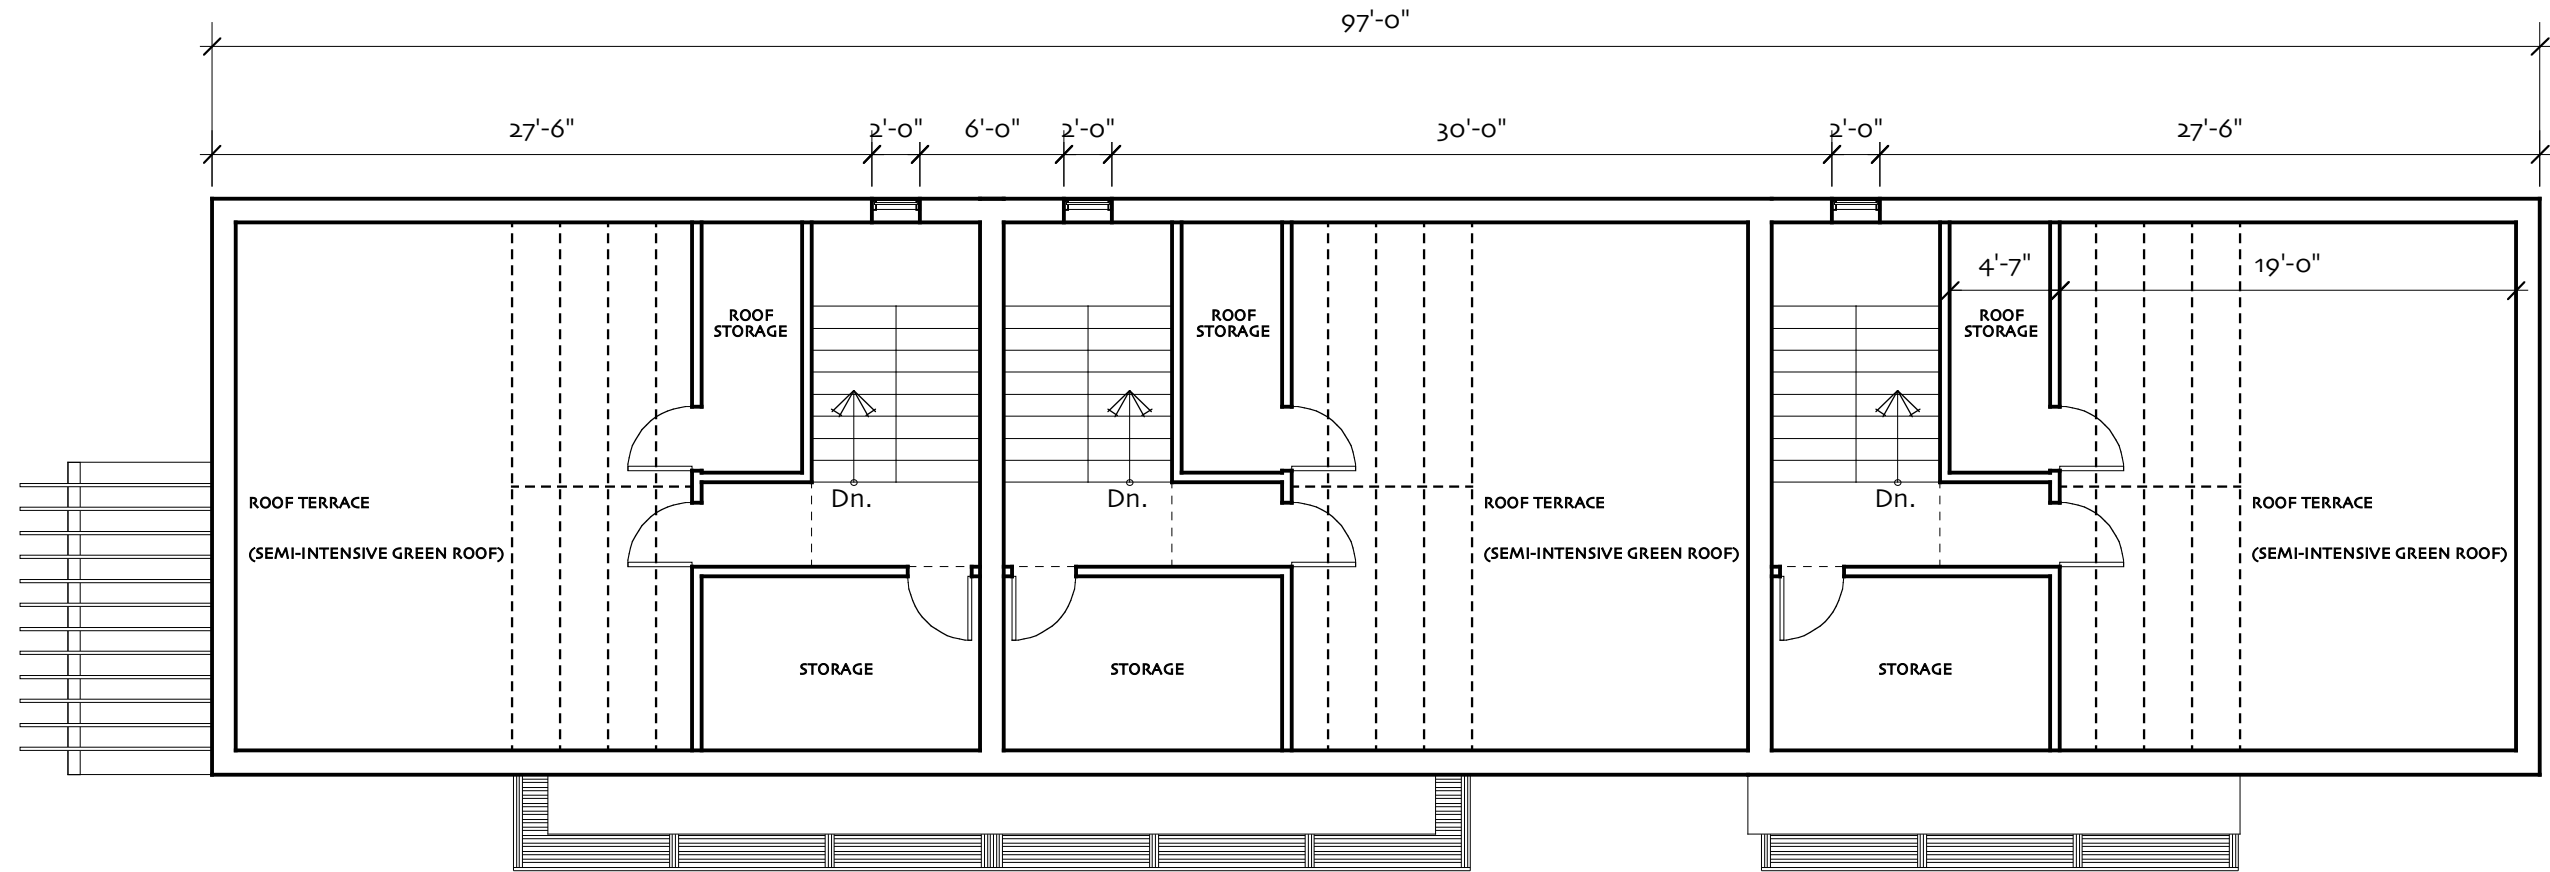 97'-0"
27'-6"
2'-0"
6'-0"
2'-0"
30'-0"
2'-0"
27'-6"
4'-7"
19'-0"
ROOF
STORAGE
ROOF
STORAGE
ROOF
STORAGE
Dn.
Dn.
Dn.
ROOF TERRACE
(SEMI-INTENSIVE GREEN ROOF)
ROOF TERRACE
(SEMI-INTENSIVE GREEN ROOF)
ROOF TERRACE
(SEMI-INTENSIVE GREEN ROOF)
STORAGE
STORAGE
STORAGE